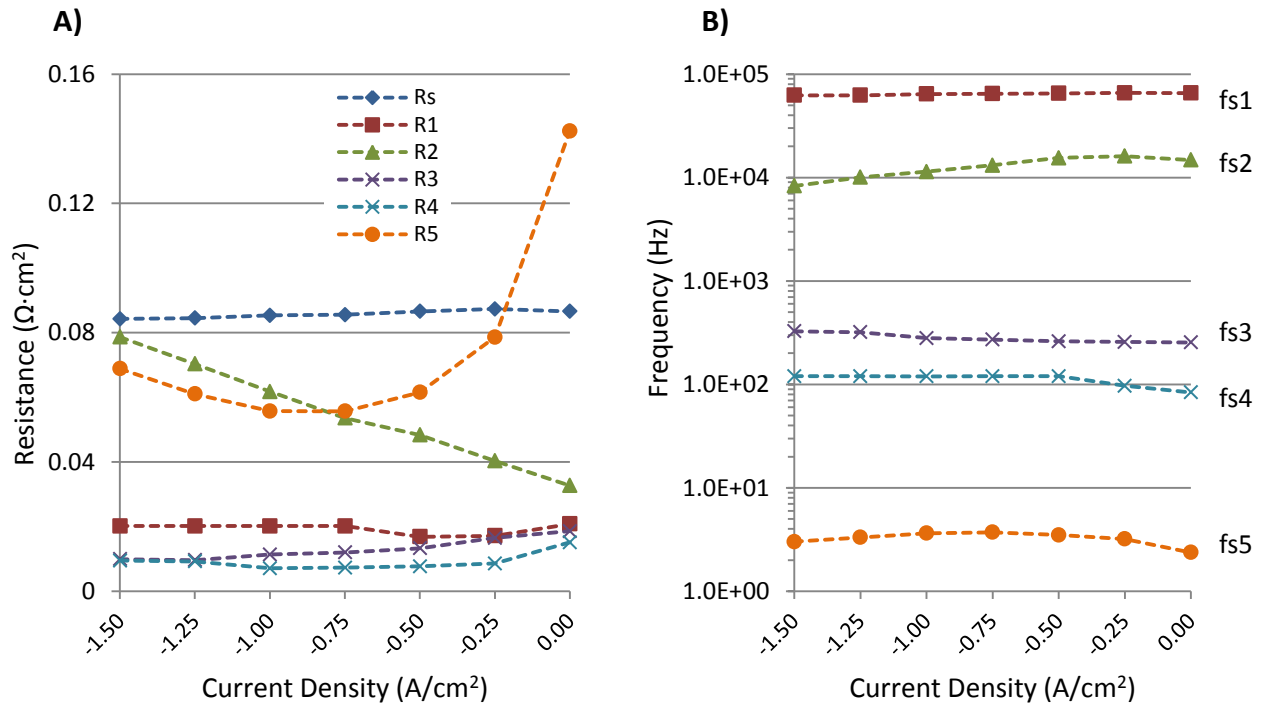 A)
0.16
0.12
0.08
0.04
0
Resistance (Ω·cm²)
Rs
R1
R2
R3
R4
R5
-1.50
-1.25
-1.00
-0.75
-0.50
-0.25
0.00
Current Density (A/cm²)
B)
1.0E+05
1.0E+04
1.0E+03
1.0E+02
1.0E+01
1.0E+00
Frequency (Hz)
fs1
fs2
fs3
fs4
fs5
-1.50
-1.25
-1.00
-0.75
-0.50
-0.25
0.00
Current Density (A/cm²)